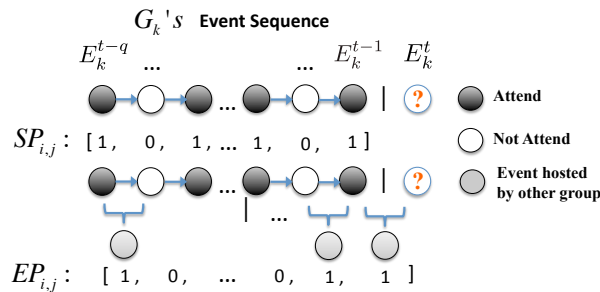 G_k's Event Sequence
E_k^{t-q} ... ... E_k^{t-1} E_k^t
... | ? Attend
SP_{i,j} : [ 1, 0, 1, ... 1, 0, 1 ] Not Attend
... | ? Event hosted
by other group
| ...
EP_{i,j} : [ 1, 0, ... 0, 1, 1 ]